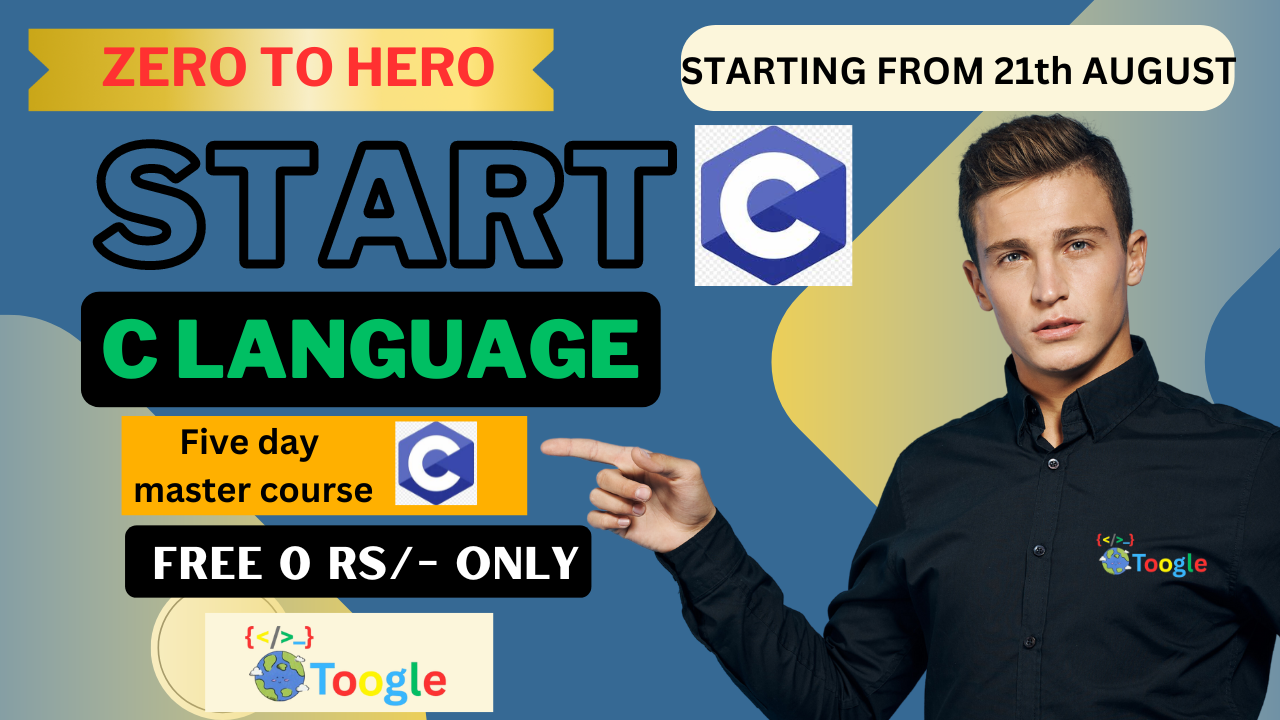 ZERO TO HERO
STARTING FROM 21th AUGUST
START
C
C LANGUAGE
Five day
master course
C
FREE 0 RS/- ONLY
{</>_}
Toogle
{</>_}
Toogle